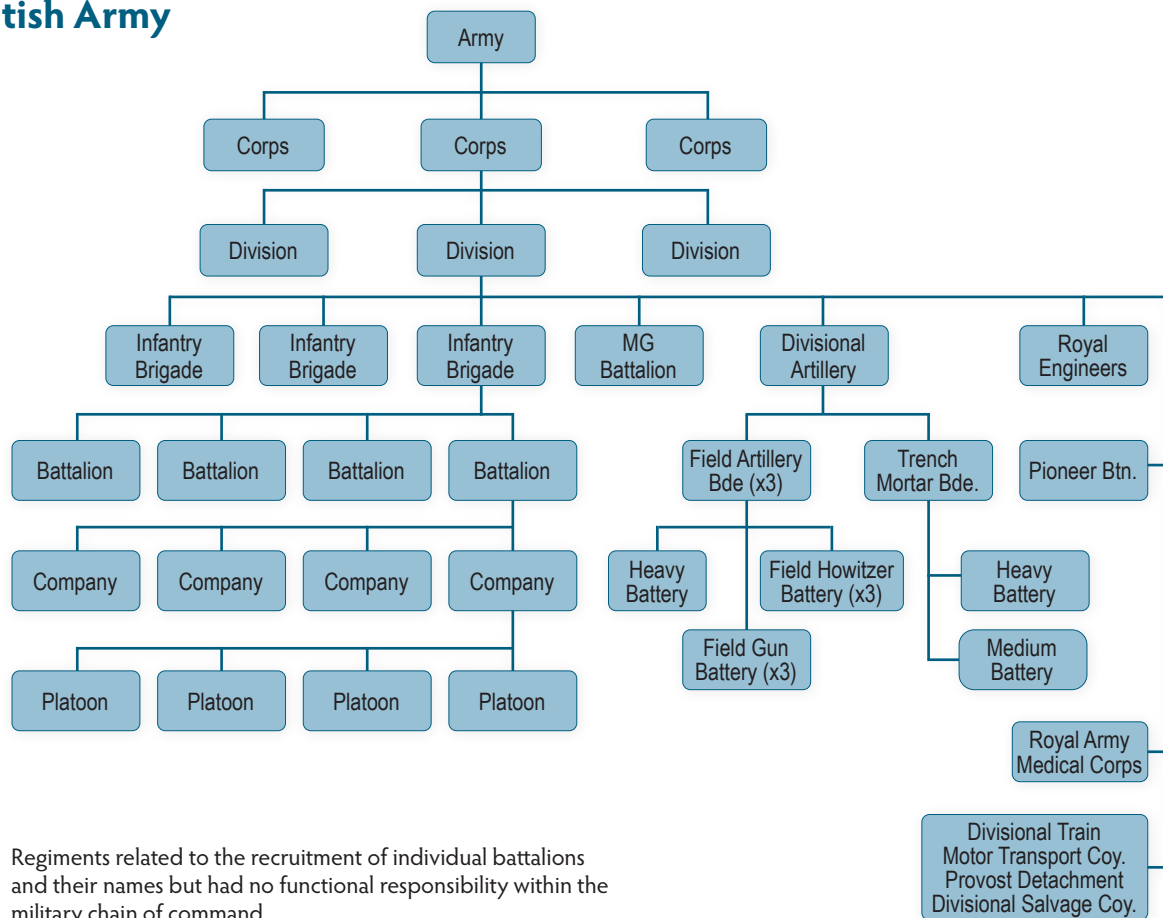 tish Army
Army
Corps
Corps
Corps
Division
Division
Division
Infantry
Brigade
Infantry
Brigade
Infantry
Brigade
MG
Battalion
Divisional
Artillery
Royal
Engineers
Battalion
Battalion
Battalion
Battalion
Field Artillery
Bde (x3)
Trench
Mortar Bde.
Pioneer Btn.
Company
Company
Company
Company
Heavy
Battery
Field Howitzer
Battery (x3)
Heavy
Battery
Field Gun
Battery (x3)
Medium
Battery
Platoon
Platoon
Platoon
Platoon
Royal Army
Medical Corps
Divisional Train
Motor Transport Coy.
Provost Detachment
Divisional Salvage Coy.
Regiments related to the recruitment of individual battalions
and their names but had no functional responsibility within the
military chain of command